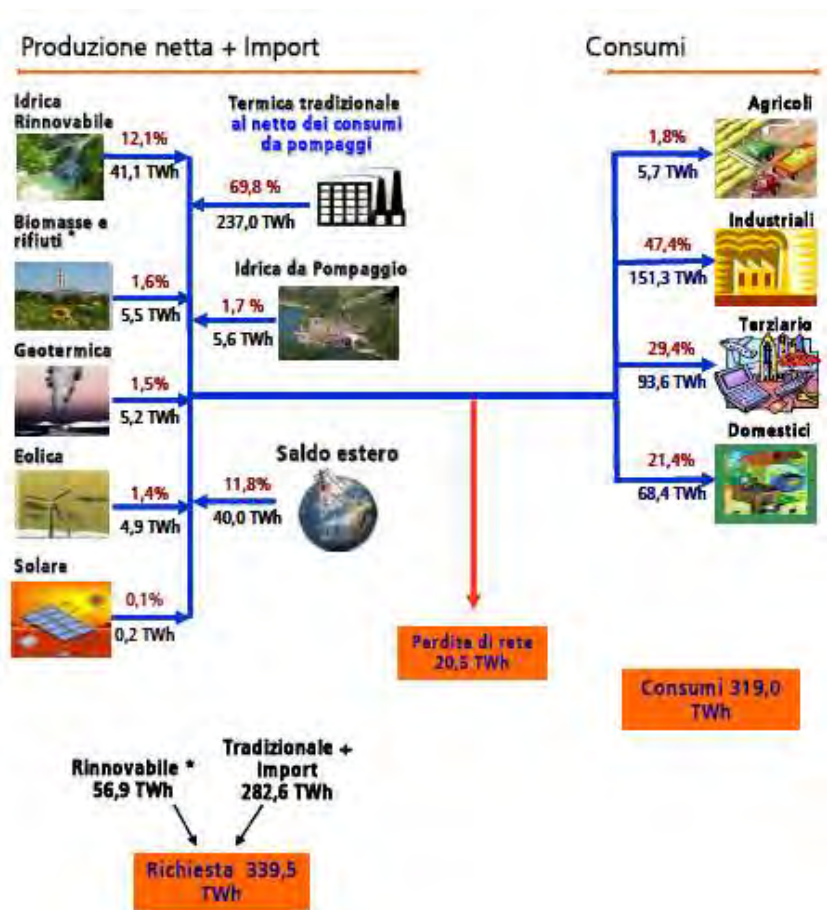 Produzione netta + Import
Consumi
Idrica
Rinnovabile
12,1%
41,1 TWh
Termica tradizionale
al netto dei consumi
da pompaggi
69,8 %
237,0 TWh
Biomasse e
rifiuti *
1,6%
5,5 TWh
Idrica da Pompaggio
1,7 %
5,6 TWh
Geotermica
1,5%
5,2 TWh
Eolica
1,4%
4,9 TWh
Saldo estero
11,8%
40,0 TWh
Solare
0,1%
0,2 TWh
Agricoli
1,8%
5,7 TWh
Industriali
47,4%
151,3 TWh
Terziario
29,4%
93,6 TWh
Domestici
21,4%
68,4 TWh
Perdite di rete
20,5 TWh
Consumi 319,0
TWh
Rinnovabile *
56,9 TWh
Tradizionale +
Import
282,6 TWh
Richiesta 339,5
TWh